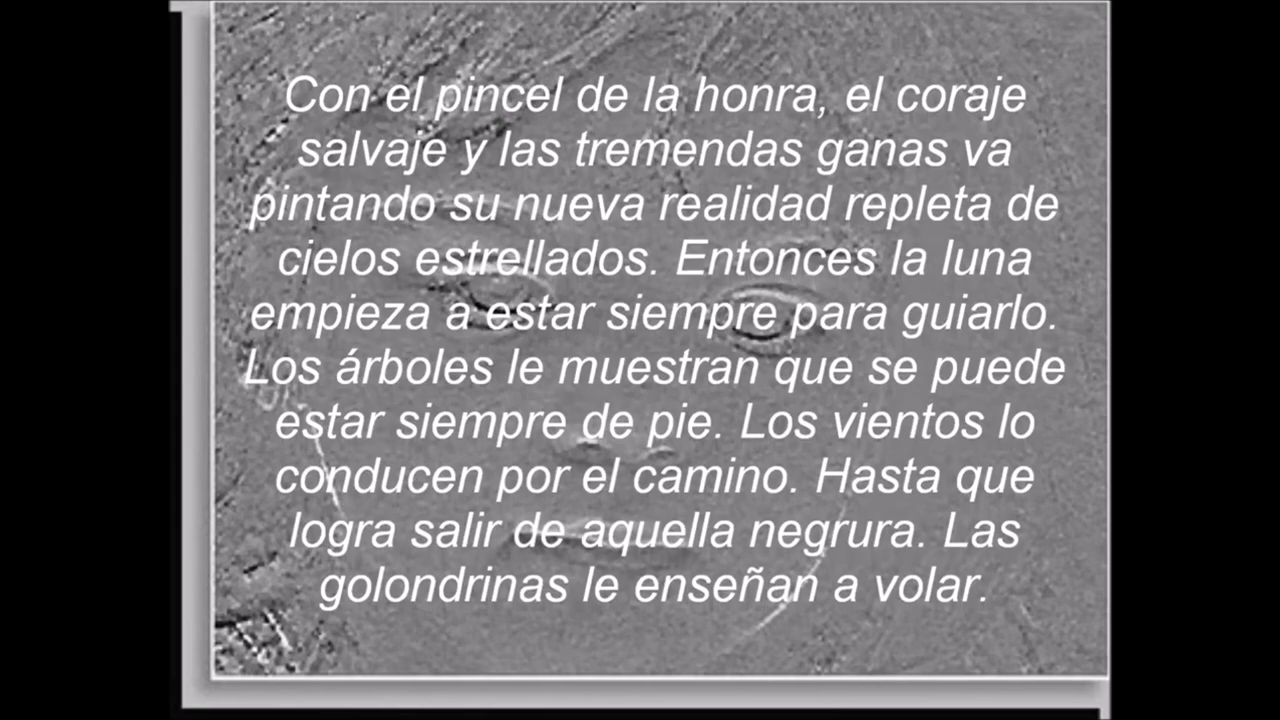 Con el pincel de la honra, el coraje
salvaje y las tremendas ganas va
pintando su nueva realidad repleta de
cielos estrellados. Entonces la luna
empieza a estar siempre para guiarlo.
Los árboles le muestran que se puede
estar siempre de pie. Los vientos lo
conducen por el camino. Hasta que
logra salir de aquella negrura. Las
golondrinas le enseñan a volar.